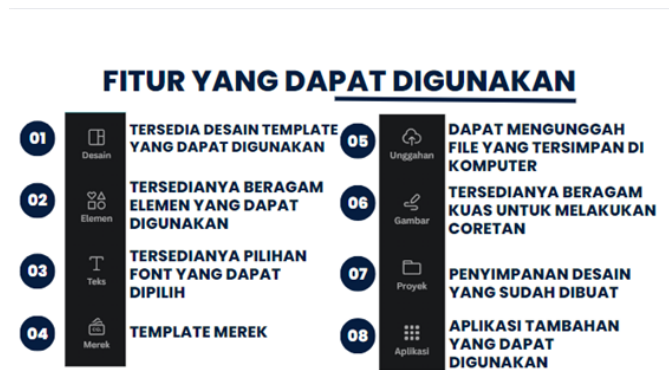 FITUR YANG DAPAT DIGUNAKAN
01
Desain
TERSEDIA DESAIN TEMPLATE
YANG DAPAT DIGUNAKAN
02
Elemen
TERSEDIANYA BERAGAM
ELEMEN YANG DAPAT
DIGUNAKAN
03
Teks
TERSEDIANYA PILIHAN
FONT YANG DAPAT
DIPILIH
04
Merek
TEMPLATE MEREK
05
Unggahan
DAPAT MENGUNGGAH
FILE YANG TERSIMPAN DI
KOMPUTER
06
Gambar
TERSEDIANYA BERAGAM
KUAS UNTUK MELAKUKAN
CORETAN
07
Proyek
PENYIMPANAN DESAIN
YANG SUDAH DIBUAT
08
Aplikasi
APLIKASI TAMBAHAN
YANG DAPAT
DIGUNAKAN